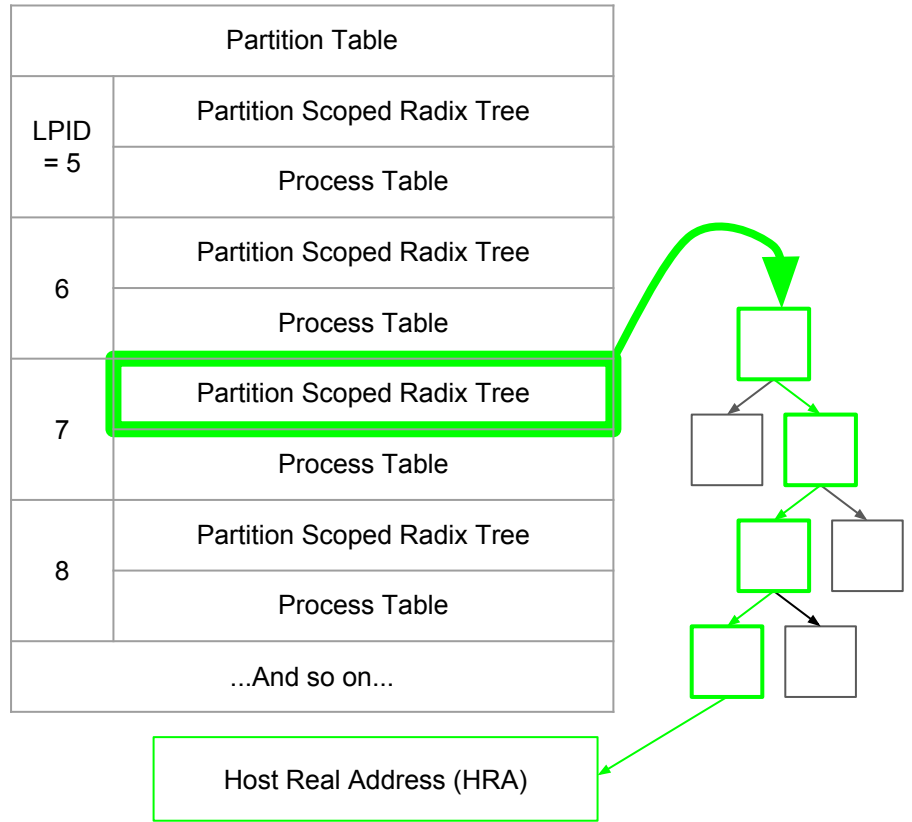 Partition Table
LPID
= 5
Partition Scoped Radix Tree
Process Table
6
Partition Scoped Radix Tree
Process Table
7
Partition Scoped Radix Tree
Process Table
8
Partition Scoped Radix Tree
Process Table
...And so on...
Host Real Address (HRA)